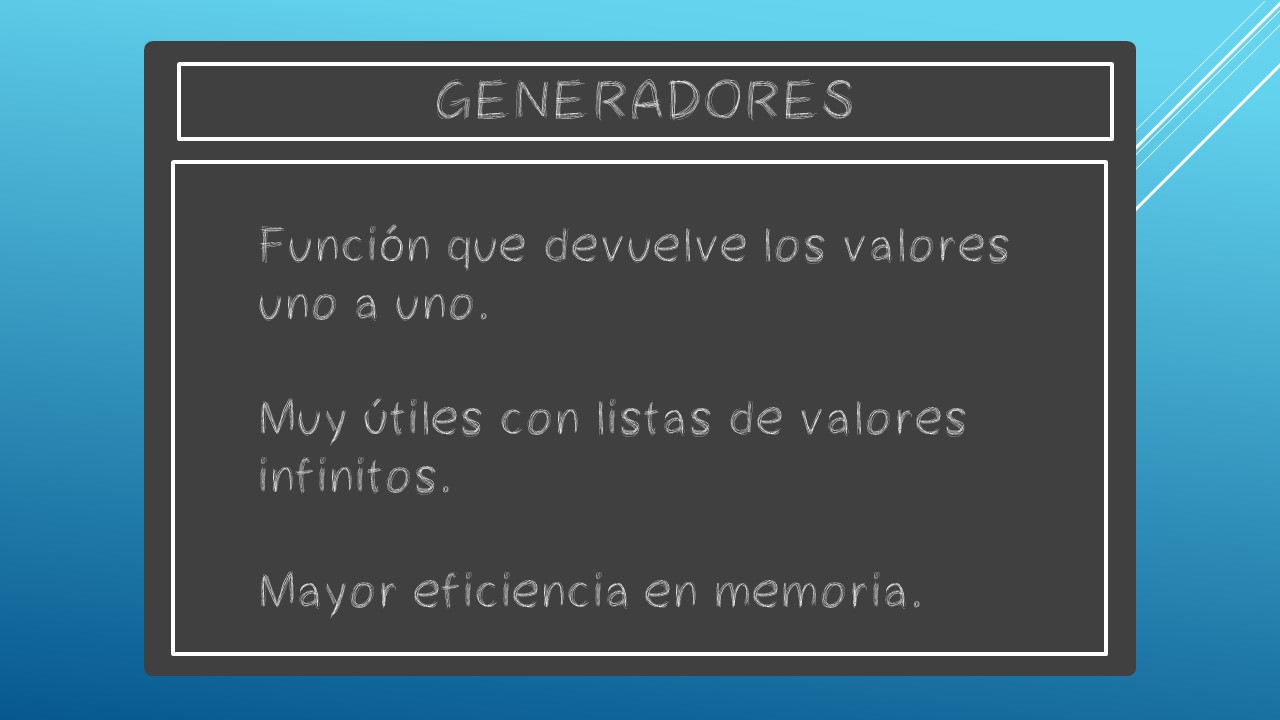 GENERADORES
Función que devuelve los valores
uno a uno.
Muy útiles con listas de valores
infinitos.
Mayor eficiencia en memoria.